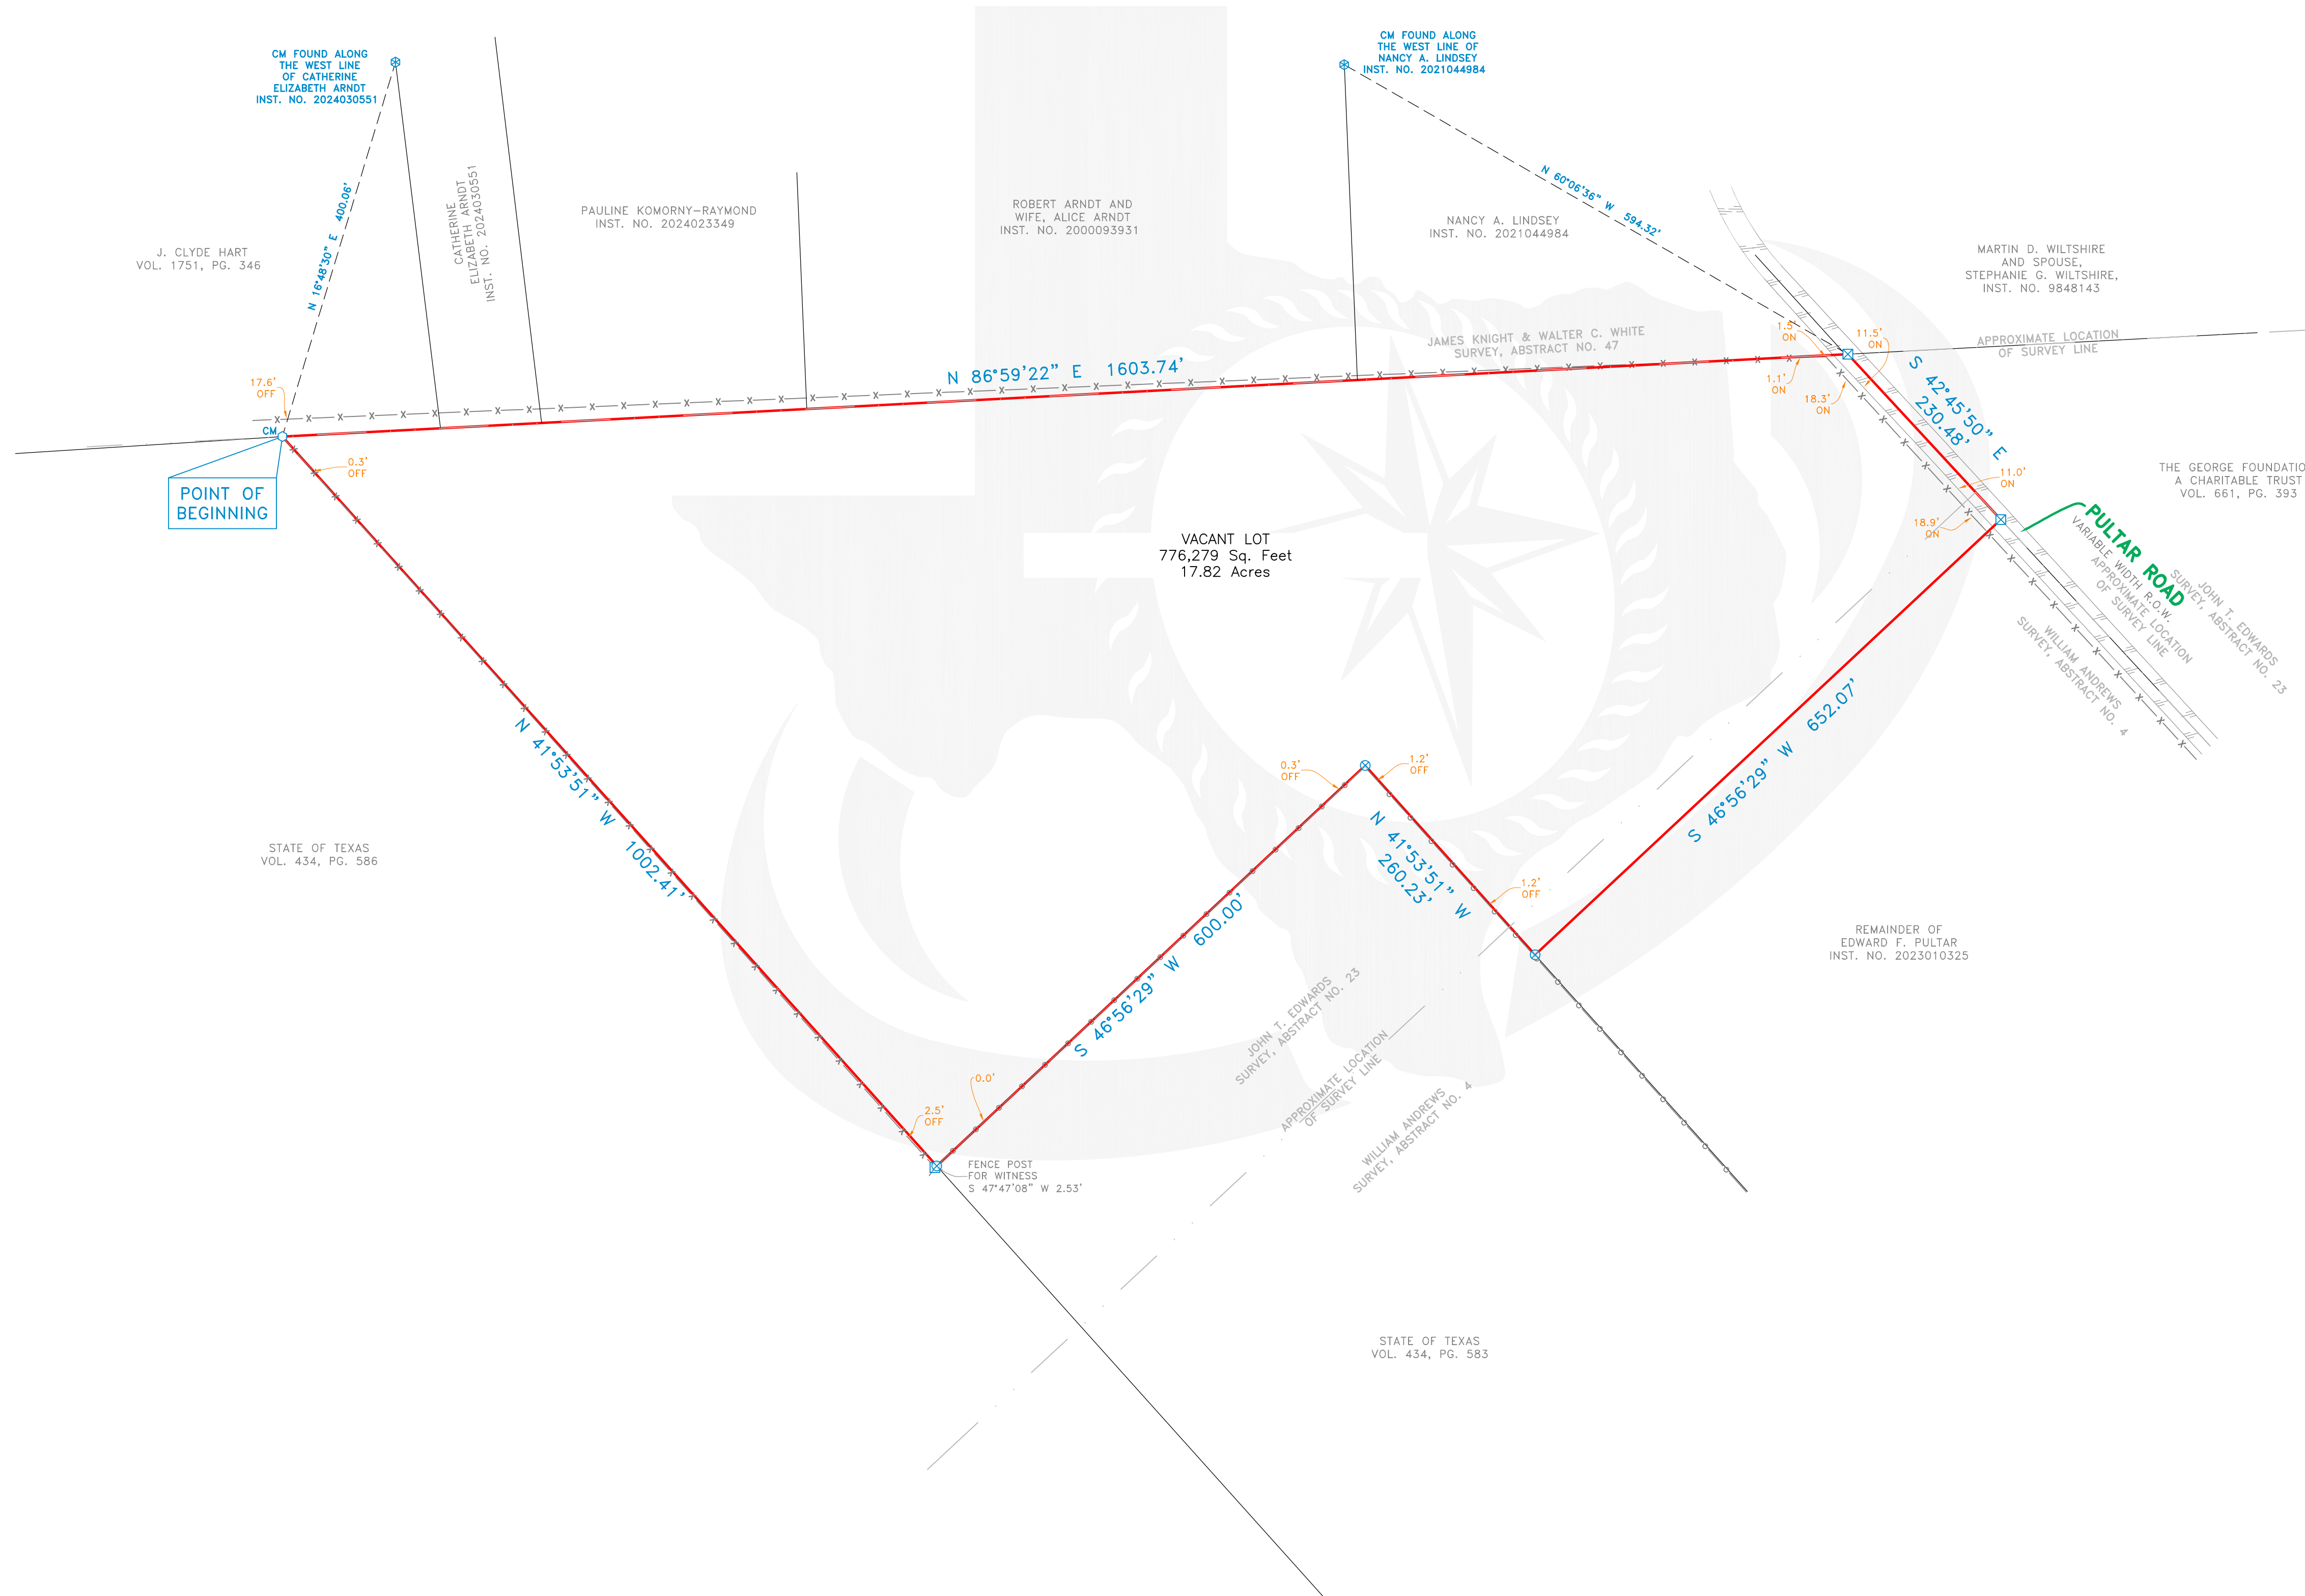 CM FOUND ALONG
THE WEST LINE
OF CATHERINE
ELIZABETH ARNDT
INST. NO. 2024030551
CM FOUND ALONG
THE WEST LINE OF
NANCY A. LINDSEY
INST. NO. 2021044984
N 16°48'30" E 400.06'
N 60°06'36" W 594.32'
J. CLYDE HART
VOL. 1751, PG. 346
CATHERINE
ELIZABETH ARNDT
INST. NO. 2024030551
PAULINE KOMORNY-RAYMOND
INST. NO. 2024023349
ROBERT ARNDT AND
WIFE, ALICE ARNDT
INST. NO. 2000093931
NANCY A. LINDSEY
INST. NO. 2021044984
MARTIN D. WILTSHIRE
AND SPOUSE,
STEPHANIE G. WILTSHIRE,
INST. NO. 9848143
JAMES KNIGHT & WALTER C. WHITE
SURVEY, ABSTRACT NO. 47
1.5'
ON
11.5'
ON
APPROXIMATE LOCATION
OF SURVEY LINE
17.6'
OFF
N 86°59'22" E 1603.74'
1.1'
ON
18.3'
ON
S 42°45'50" E
230.48'
CM
0.3'
OFF
POINT OF
BEGINNING
11.0'
ON
18.9'
ON
THE GEORGE FOUNDATIO
A CHARITABLE TRUST
VOL. 661, PG. 393
PULTAR ROAD
VARIABLE WIDTH R.O.W.
APPROXIMATE LOCATION
OF SURVEY LINE
JOHN T. EDWARDS
SURVEY, ABSTRACT NO. 23
WILLIAM ANDREWS
SURVEY, ABSTRACT NO. 4
VACANT LOT
776,279 Sq. Feet
17.82 Acres
N 41°53'51" W 1002.41'
S 46°56'29" W 652.07'
0.3'
OFF
1.2'
OFF
N 41°53'51" W
260.23'
1.2'
OFF
STATE OF TEXAS
VOL. 434, PG. 586
S 46°56'29" W 600.00'
REMAINDER OF
EDWARD F. PULTAR
INST. NO. 2023010325
JOHN T. EDWARDS
SURVEY, ABSTRACT NO. 23
APPROXIMATE LOCATION
OF SURVEY LINE
WILLIAM ANDREWS
SURVEY, ABSTRACT NO. 4
0.0'
2.5'
OFF
FENCE POST
FOR WITNESS
S 47°47'08" W 2.53'
STATE OF TEXAS
VOL. 434, PG. 583